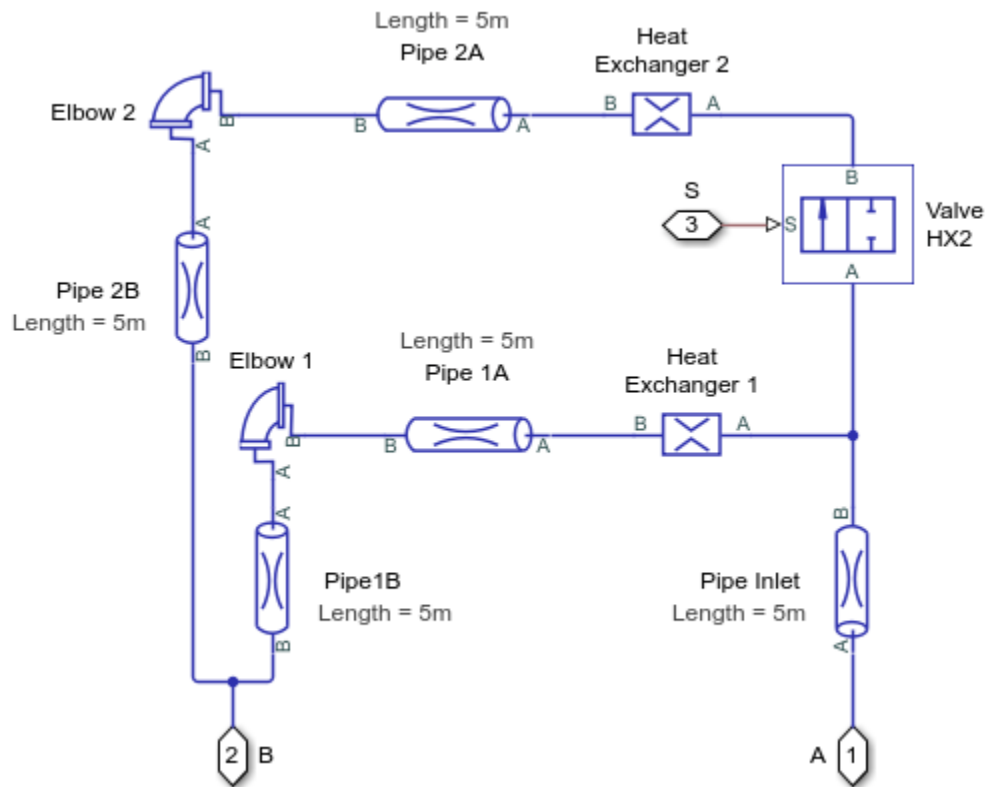 Length = 5m
Pipe 2A
Heat
Exchanger 2
Elbow 2
B
B
A
B
A
A
B
S
3
S
Valve
HX2
A
A
Pipe 2B
Length = 5m
B
Elbow 1
Length = 5m
Pipe 1A
Heat
Exchanger 1
B
B
A
B
A
A
A
B
Pipe1B
Length = 5m
Pipe Inlet
Length = 5m
B
A
2
B
A
1